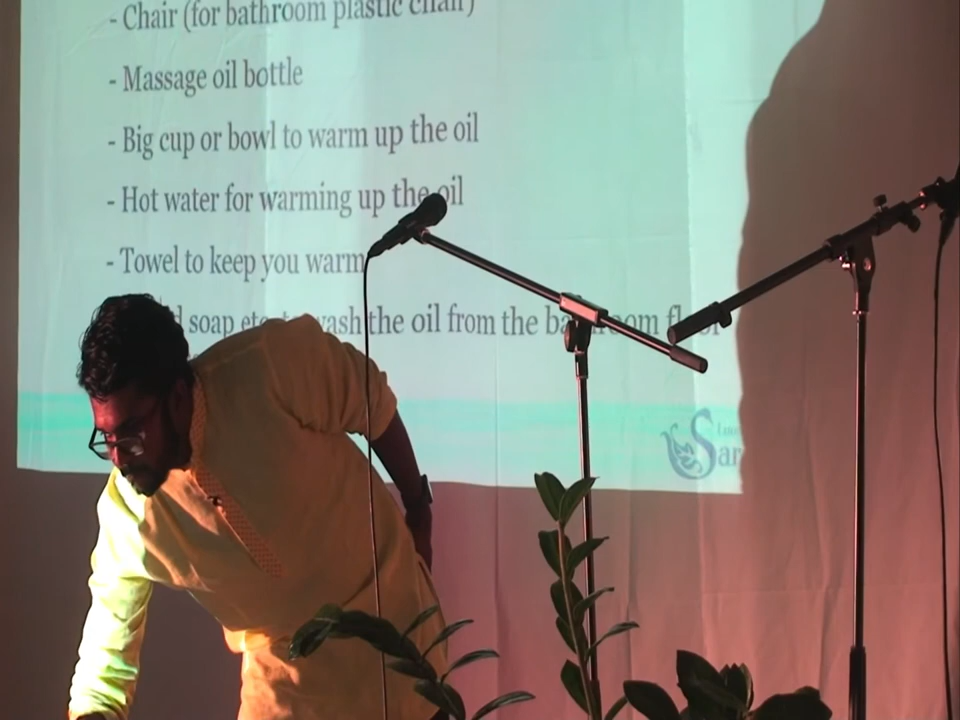 - Chair (for bathroom plastic chair)
- Massage oil bottle
- Big cup or bowl to warm up the oil
- Hot water for warming up the oil
- Towel to keep you warm
soap etc to wash the oil from the bathroom floor
Sar